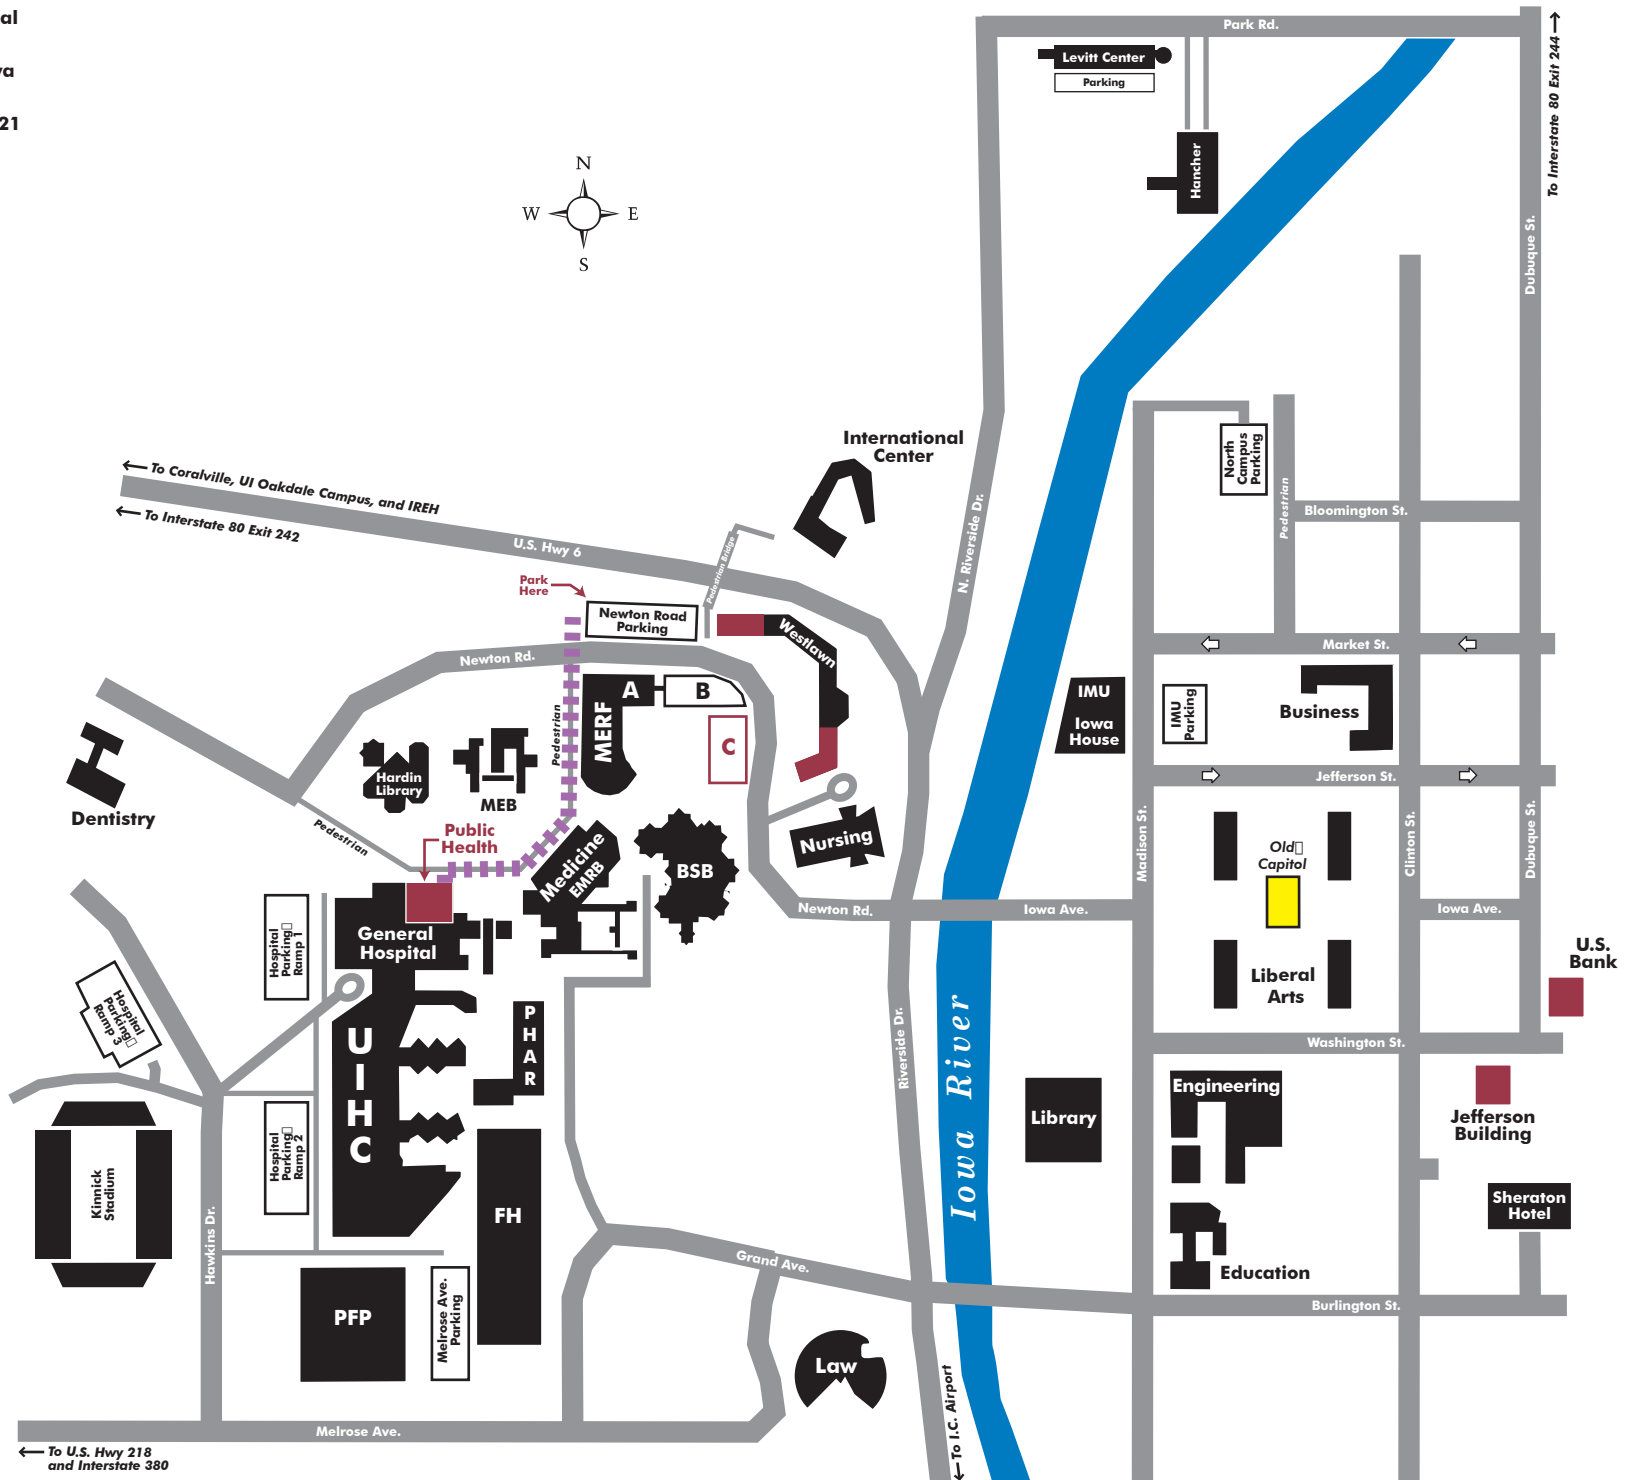 al
va
21
Park Rd.
Levitt Center
Parking
Hancher
To Interstate 80 Exit 244
Dubuque St.
N
W
E
S
International
Center
To Coralville, UI Oakdale Campus, and IREH
To Interstate 80 Exit 242
U.S. Hwy 6
Pedestrian Bridge
N. Riverside Dr.
North
Campus
Parking
Pedestrian
Bloomington St.
Park
Here
Newton Road
Parking
Westlawn
Newton Rd.
Market St.
A
B
C
MERF
Pedestrian
IMU
Iowa
House
IMU
Parking
Business
Jefferson St.
Hardin
Library
MEB
Dentistry
Pedestrian
Public
Health
Medicine
EMRB
BSB
Nursing
Madison St.
Clinton St.
Dubuque St.
Old
Capitol
Newton Rd.
Iowa Ave.
Iowa Ave.
General
Hospital
Hospital
Parking
Ramp 1
Hospital
Parking
Ramp 3
U.S.
Bank
Liberal
Arts
P
H
A
R
U
I
H
C
Riverside Dr.
Iowa River
Washington St.
Engineering
Library
Jefferson
Building
Hospital
Parking
Ramp 2
Kinnick
Stadium
Hawkins Dr.
FH
Sheraton
Hotel
Grand Ave.
Education
Burlington St.
PFP
Melrose Ave.
Parking
Law
To I.C. Airport
Melrose Ave.
To U.S. Hwy 218
and Interstate 380